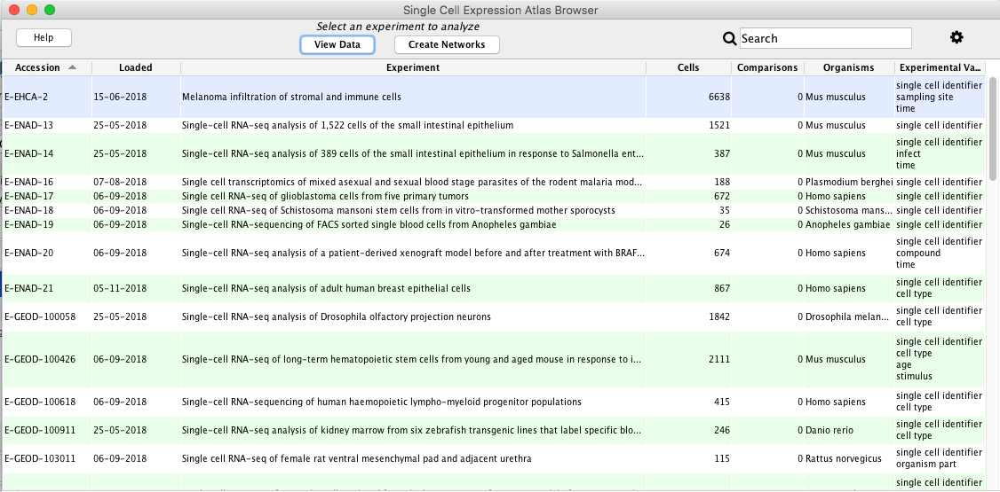 Single Cell Expression Atlas Browser
Select an experiment to analyze
Help
View Data
Create Networks
Search
Accession Loaded Experiment Cells Comparisons Organisms Experimental Va...
E-EHCA-2 15-06-2018 Melanoma infiltration of stromal and immune cells 6638 0 Mus musculus single cell identifier
sampling site
time
E-ENAD-13 25-05-2018 Single-cell RNA-seq analysis of 1,522 cells of the small intestinal epithelium 1521 0 Mus musculus single cell identifier
E-ENAD-14 25-05-2018 Single-cell RNA-seq analysis of 389 cells of the small intestinal epithelium in response to Salmonella ent... 387 0 Mus musculus single cell identifier
infect
time
E-ENAD-16 07-08-2018 Single cell transcriptomics of mixed asexual and sexual blood stage parasites of the rodent malaria mod... 188 0 Plasmodium berghei single cell identifier
E-ENAD-17 06-09-2018 Single cell RNA-seq of glioblastoma cells from five primary tumors 672 0 Homo sapiens single cell identifier
E-ENAD-18 06-09-2018 Single cell RNA-seq of Schistosoma mansoni stem cells from in vitro-transformed mother sporocysts 35 0 Schistosoma mans... single cell identifier
E-ENAD-19 06-09-2018 Single-cell RNA-sequencing of FACS sorted single blood cells from Anopheles gambiae 26 0 Anopheles gambiae single cell identifier
E-ENAD-20 06-09-2018 Single-cell RNA-seq analysis of a patient-derived xenograft model before and after treatment with BRAF... 674 0 Homo sapiens single cell identifier
compound
time
E-ENAD-21 05-11-2018 Single-cell RNA-seq analysis of adult human breast epithelial cells 867 0 Homo sapiens single cell identifier
cell type
E-GEOD-100058 25-05-2018 Single-cell RNA-seq analysis of Drosophila olfactory projection neurons 1842 0 Drosophila melan... single cell identifier
cell type
E-GEOD-100426 06-09-2018 Single-cell RNA-seq of long-term hematopoietic stem cells from young and aged mouse in response to i... 2111 0 Mus musculus single cell identifier
cell type
age
stimulus
E-GEOD-100618 06-09-2018 Single-cell RNA-sequencing of human haemopoietic lympho-myeloid progenitor populations 415 0 Homo sapiens single cell identifier
cell type
E-GEOD-100911 25-05-2018 Single-cell RNA-seq analysis of kidney marrow from six zebrafish transgenic lines that label specific blo... 246 0 Danio rerio single cell identifier
cell type
E-GEOD-103011 06-09-2018 Single cell RNA-seq of female rat ventral mesenchymal pad and adjacent urethra 115 0 Rattus norvegicus single cell identifier
organism part
single cell identifier